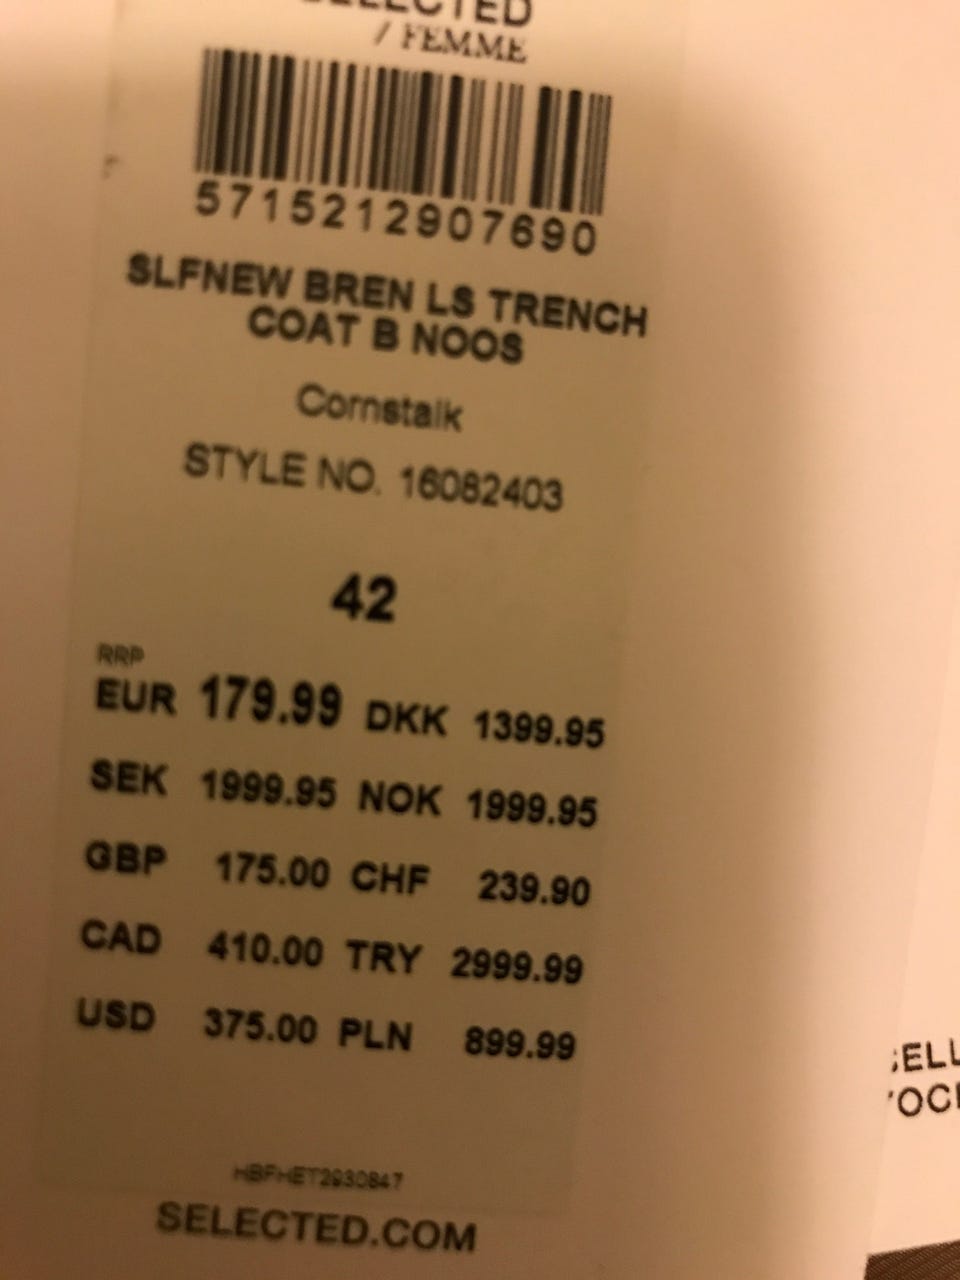 SELECTED
/ FEMME
5715212907690
SLFNEW BREN LS TRENCH
COAT B NOOS
Cornstalk
STYLE NO. 16082403
42
RRP
EUR 179.99 DKK 1399.95
SEK 1999.95 NOK 1999.95
GBP 175.00 CHF 239.90
CAD 410.00 TRY 2999.99
USD 375.00 PLN 899.99
HBFHET2930847
SELECTED.COM